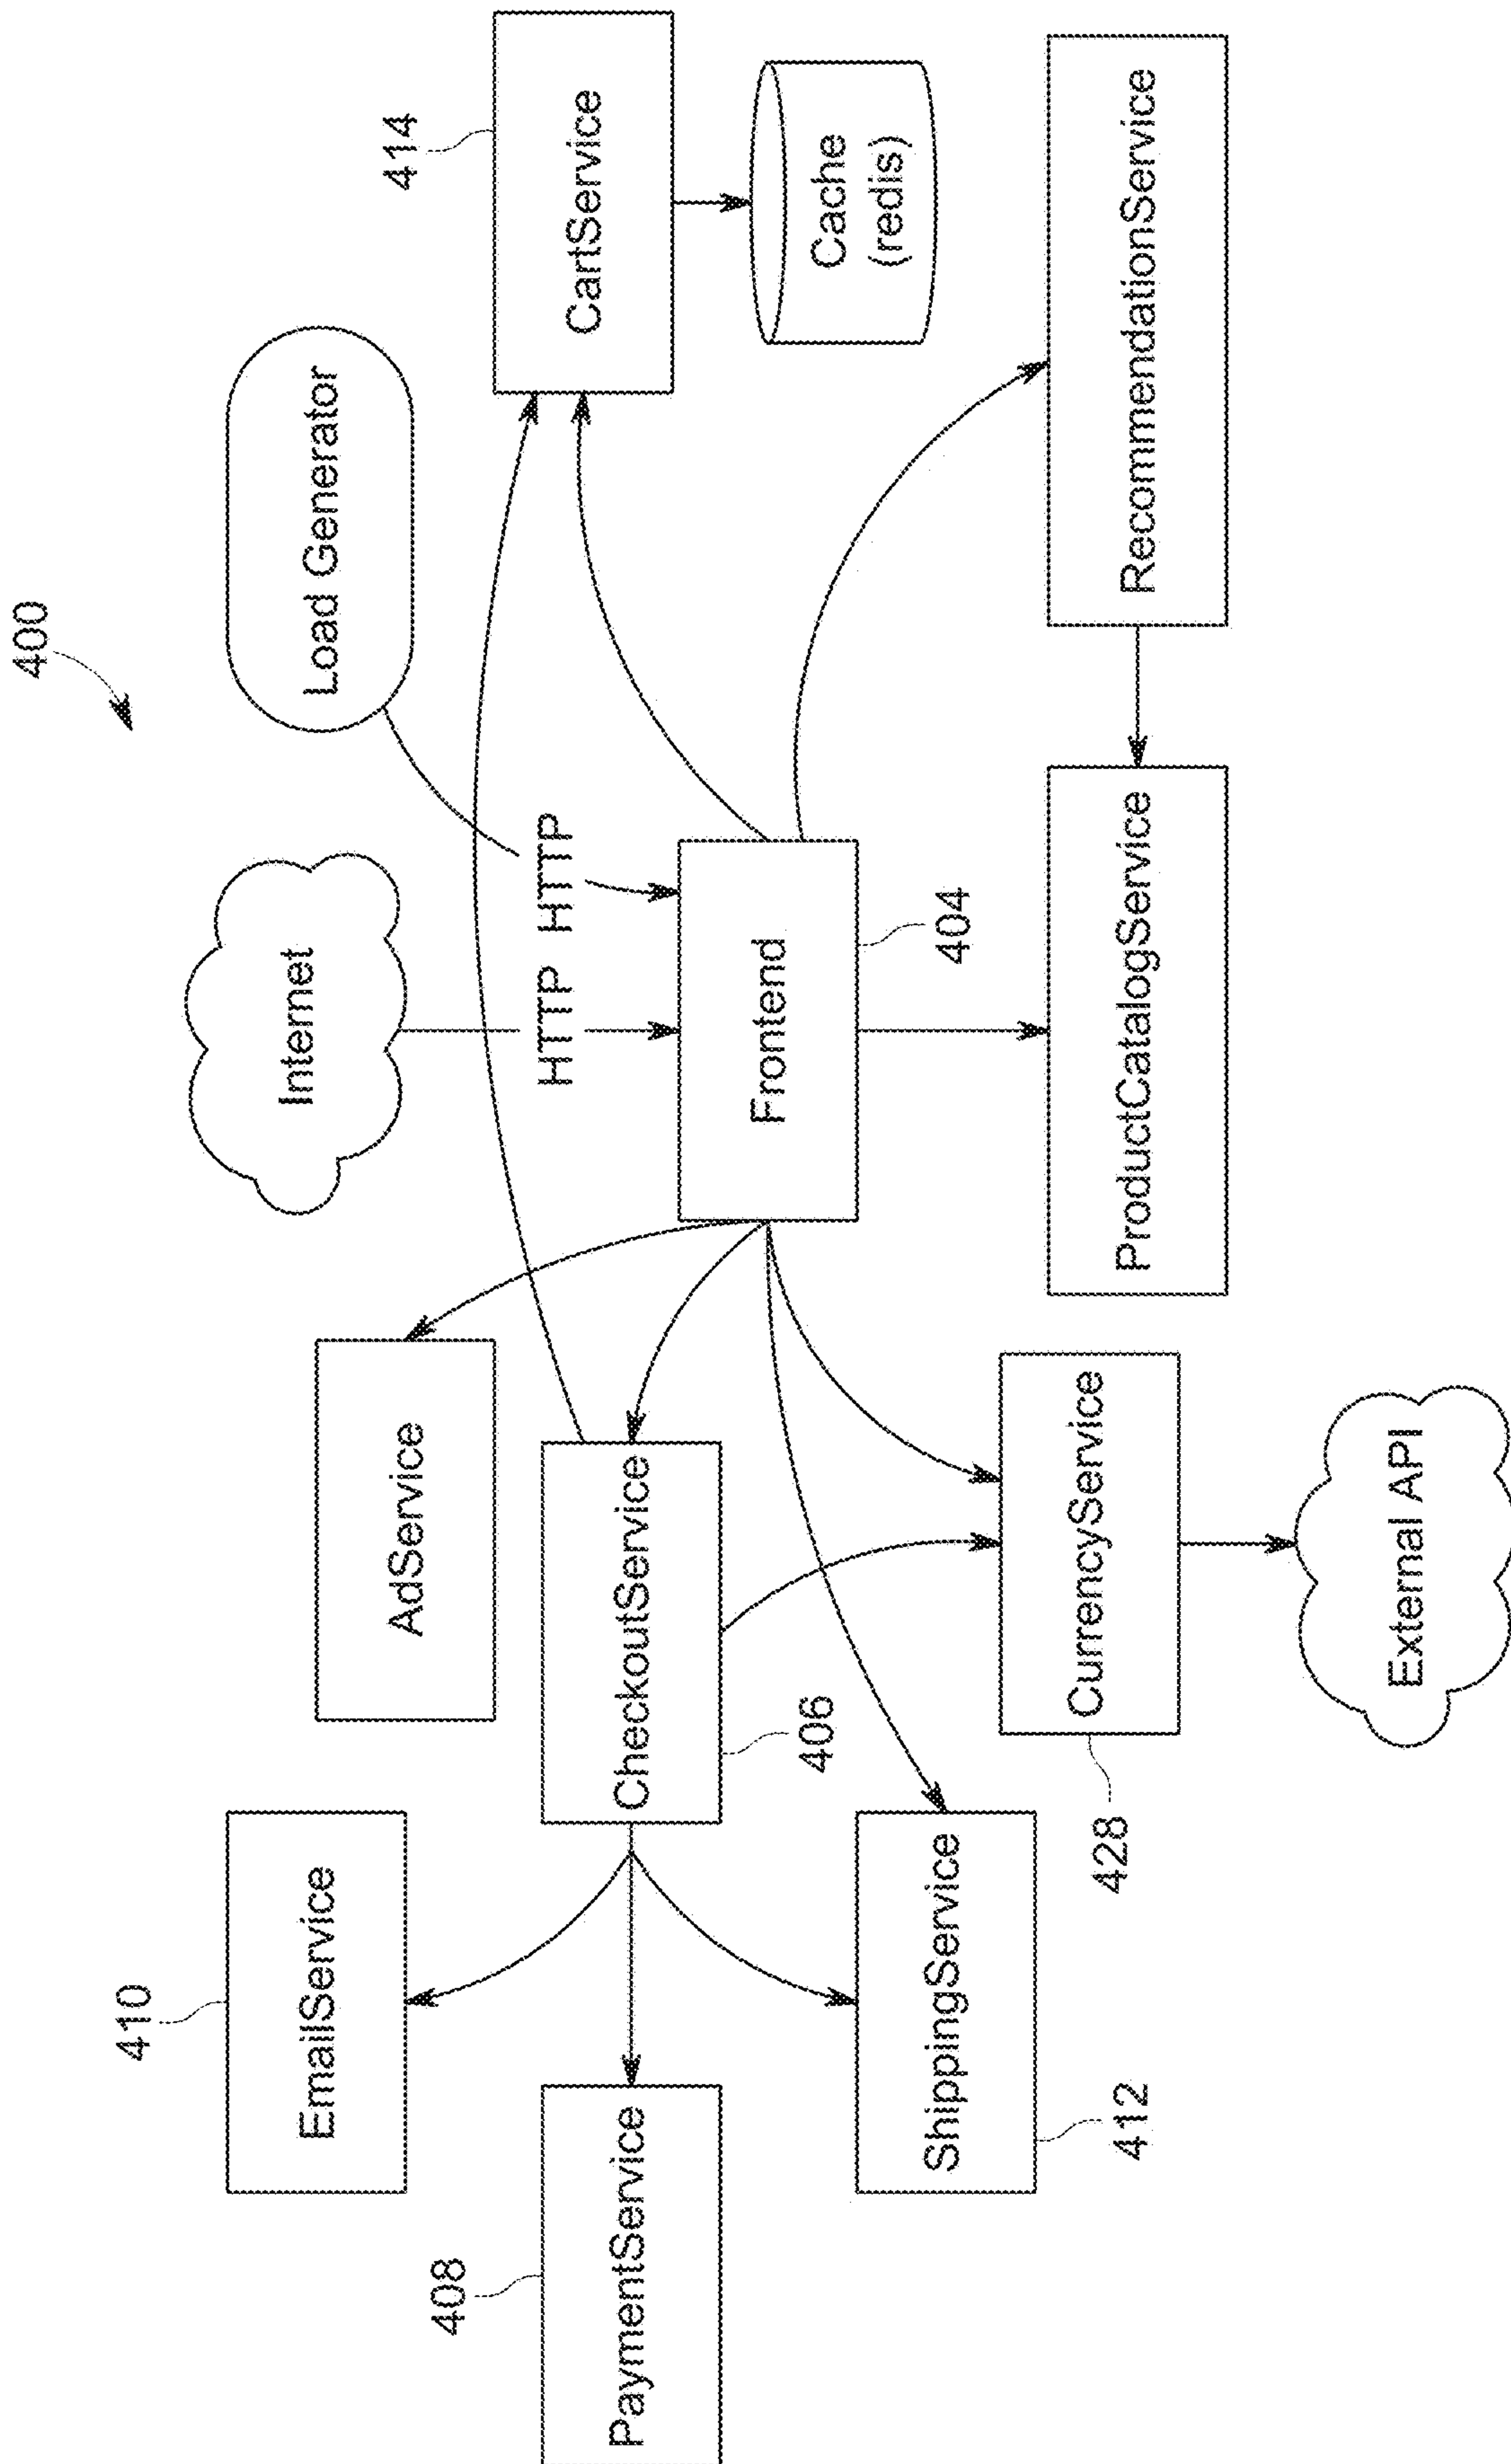 400
Internet
Load Generator
410
EmailService
AdService
414
CartService
408
PaymentService
CheckoutService
HTTP
HTTP
406
Frontend
404
Cache
(redis)
ShippingService
412
CurrencyService
428
ProductCatalogService
RecommendationService
External API